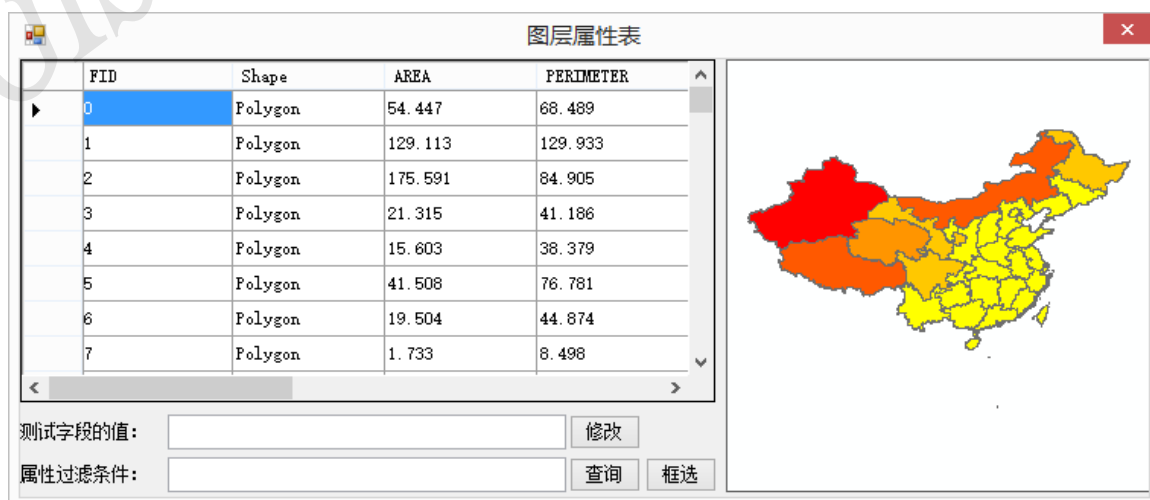 图层属性表
FID Shape AREA PERIMETER
0 Polygon 54.447 68.489
1 Polygon 129.113 129.933
2 Polygon 175.591 84.905
3 Polygon 21.315 41.186
4 Polygon 15.603 38.379
5 Polygon 41.508 76.781
6 Polygon 19.504 44.874
7 Polygon 1.733 8.498
测试字段的值: 修改
属性过滤条件: 查询 框选